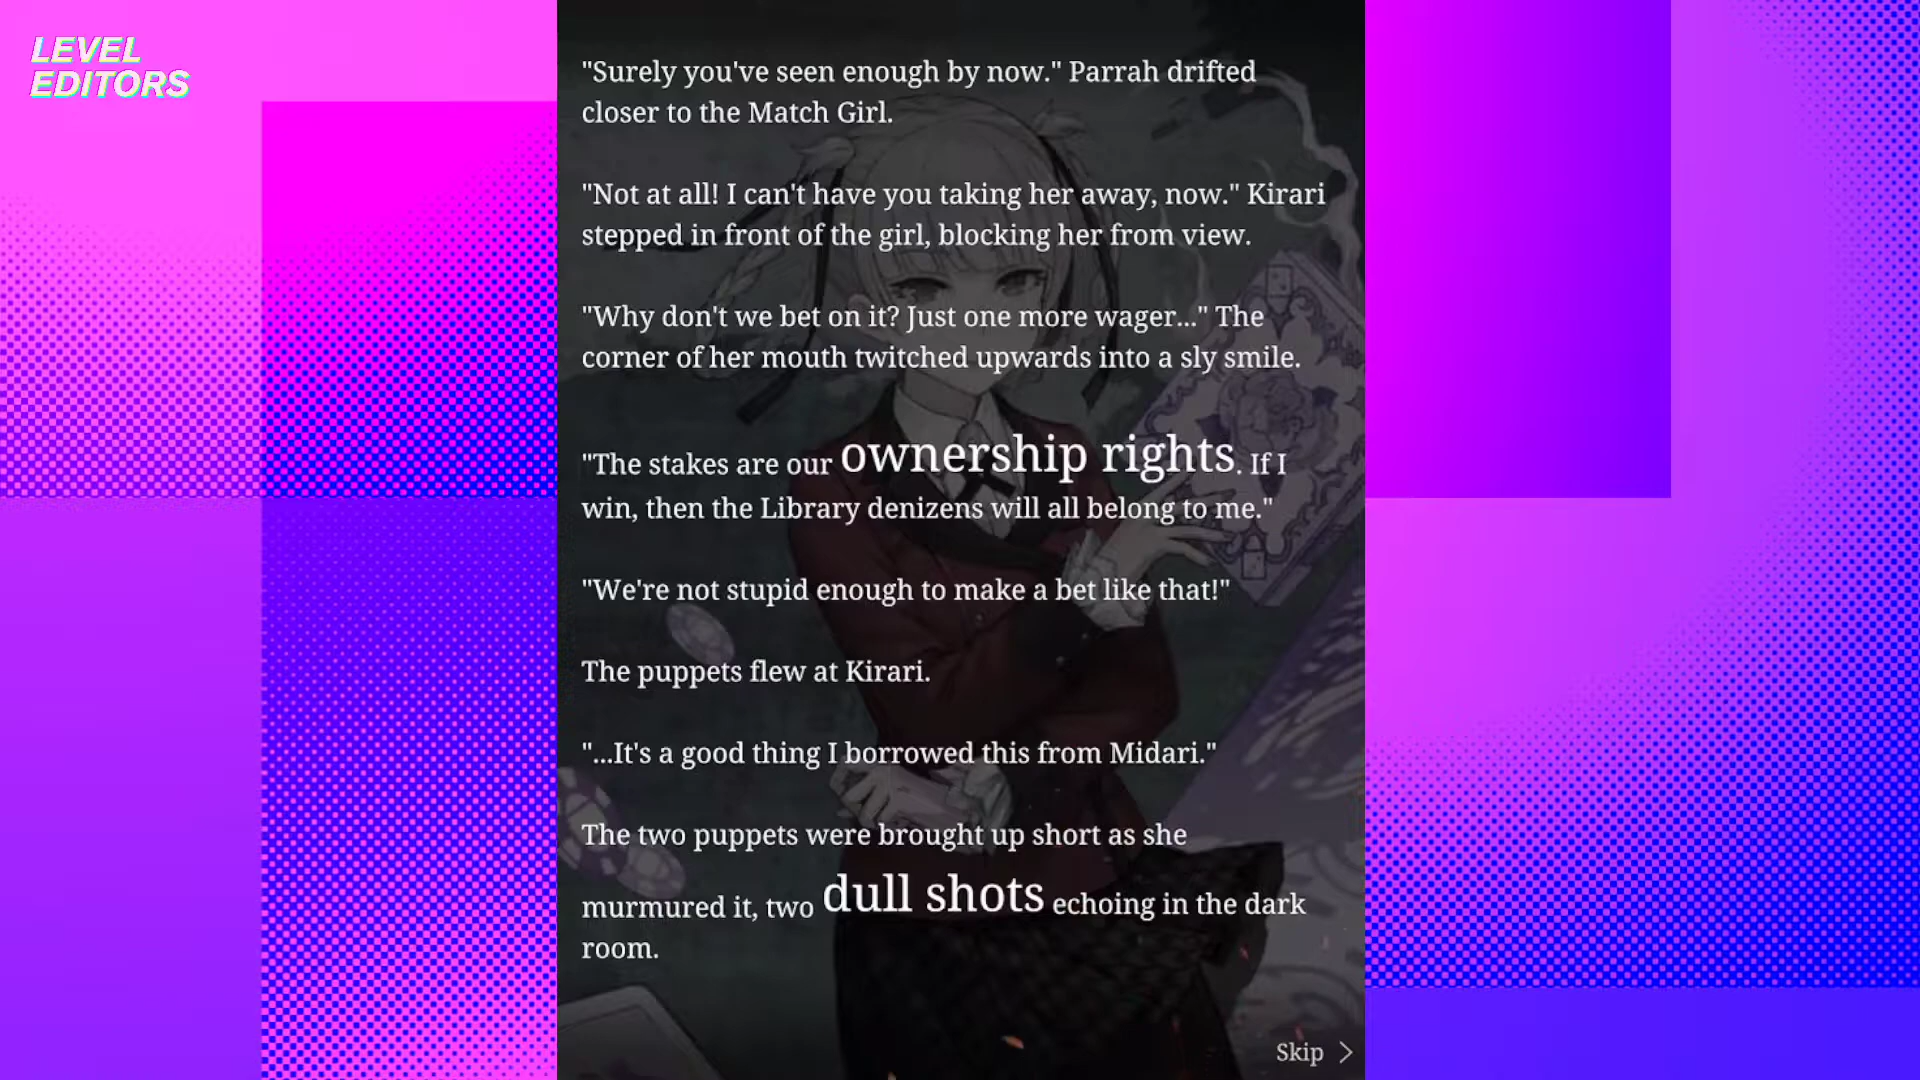 LEVEL
EDITORS
"Surely you've seen enough by now." Parrah drifted
closer to the Match Girl.
"Not at all! I can't have you taking her away, now." Kirari
stepped in front of the girl, blocking her from view.
"Why don't we bet on it? Just one more wager..." The
corner of her mouth twitched upwards into a sly smile.
"The stakes are our ownership rights. If I
win, then the Library denizens will all belong to me."
"We're not stupid enough to make a bet like that!"
The puppets flew at Kirari.
"...It's a good thing I borrowed this from Midari."
The two puppets were brought up short as she
murmured it, two dull shots echoing in the dark
room.
Skip